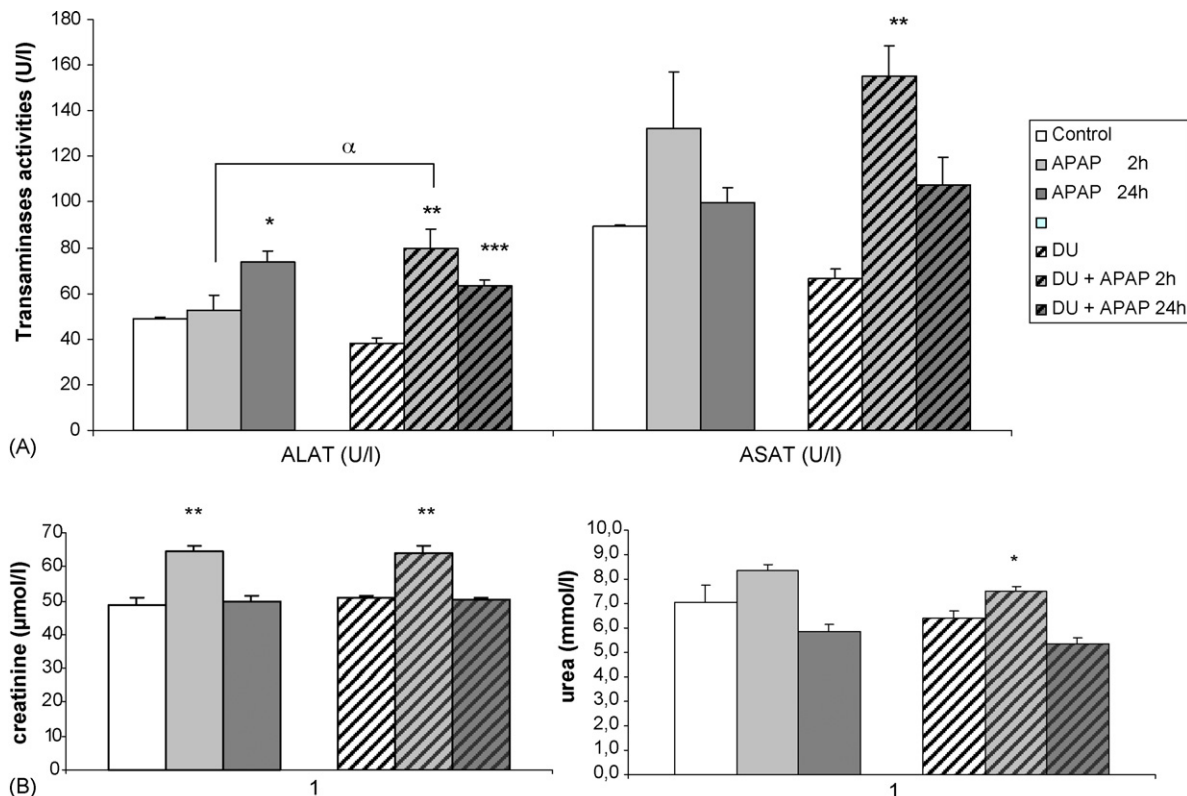 Transaminases activities (U/l)
180
160
140
120
100
80
60
40
20
0
α
*
**
***
**
ALAT (U/l)
ASAT (U/l)
(A)
Control
APAP 2h
APAP 24h
DU
DU + APAP 2h
DU + APAP 24h
creatinine (µmol/l)
70
60
50
40
30
20
10
0
**
**
1
(B)
urea (mmol/l)
10,0
9,0
8,0
7,0
6,0
5,0
4,0
3,0
2,0
1,0
0,0
*
1